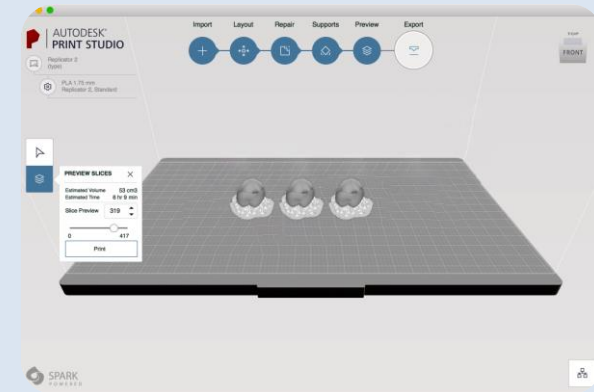 AUTODESK®
PRINT STUDIO
Import Layout Repair Supports Preview Export
Replicator 2
(type)
PLA 1.75 mm
Replicator 2, Standard
FRONT
PREVIEW SLICES
Estimated Volume 53 cm3
Estimated Time 8 hr 9 min
Slice Preview 319
0 417
Print
SPARK
POWERED